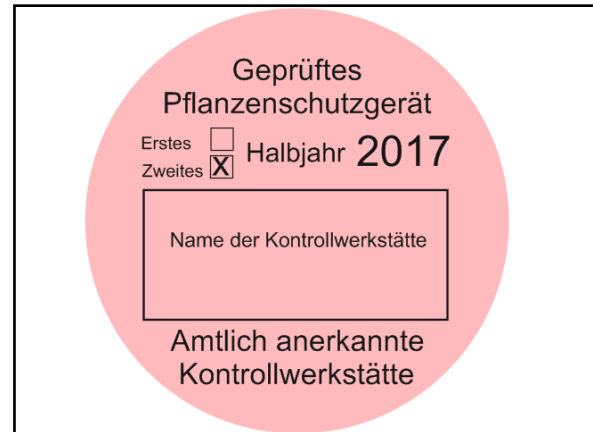 Geprüftes
Pflanzenschutzgerät
Erstes
Zweites X Halbjahr 2017
Name der Kontrollwerkstätte
Amtlich anerkannte
Kontrollwerkstätte